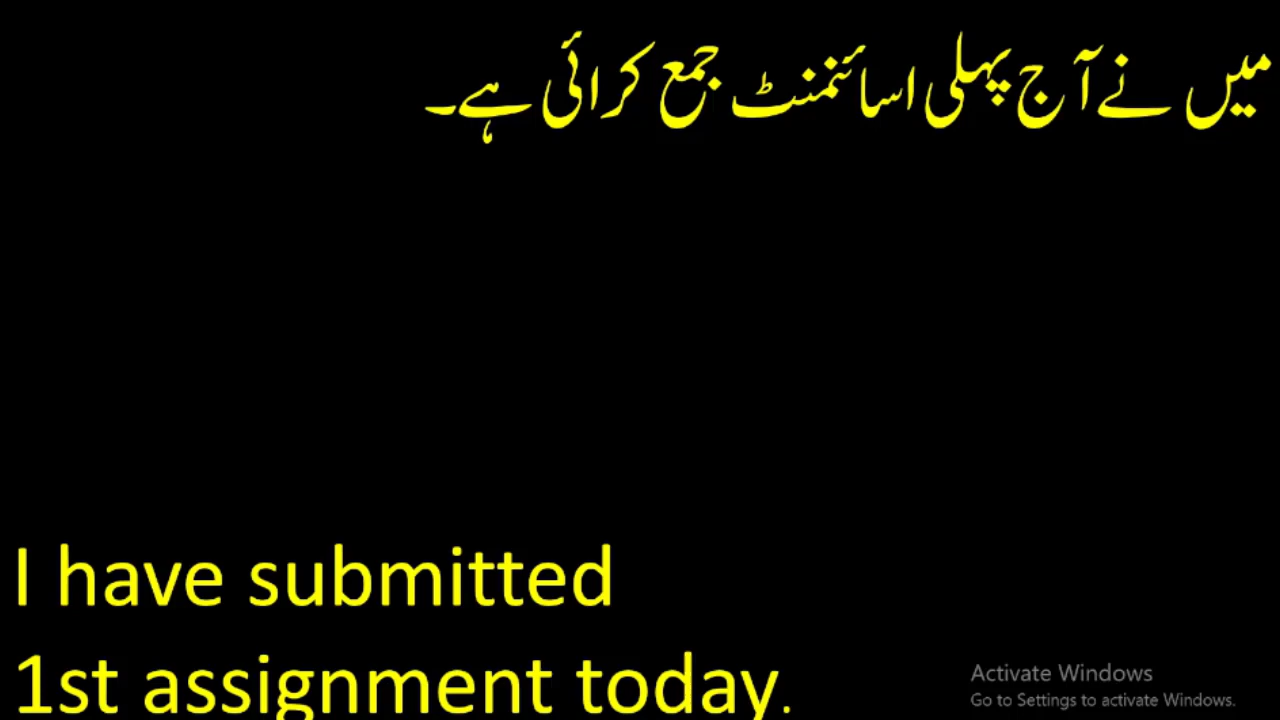 میں نے آج پہلی اسائنمنٹ جمع کرائی ہے۔
I have submitted
1st assignment today.
Activate Windows
Go to Settings to activate Windows.